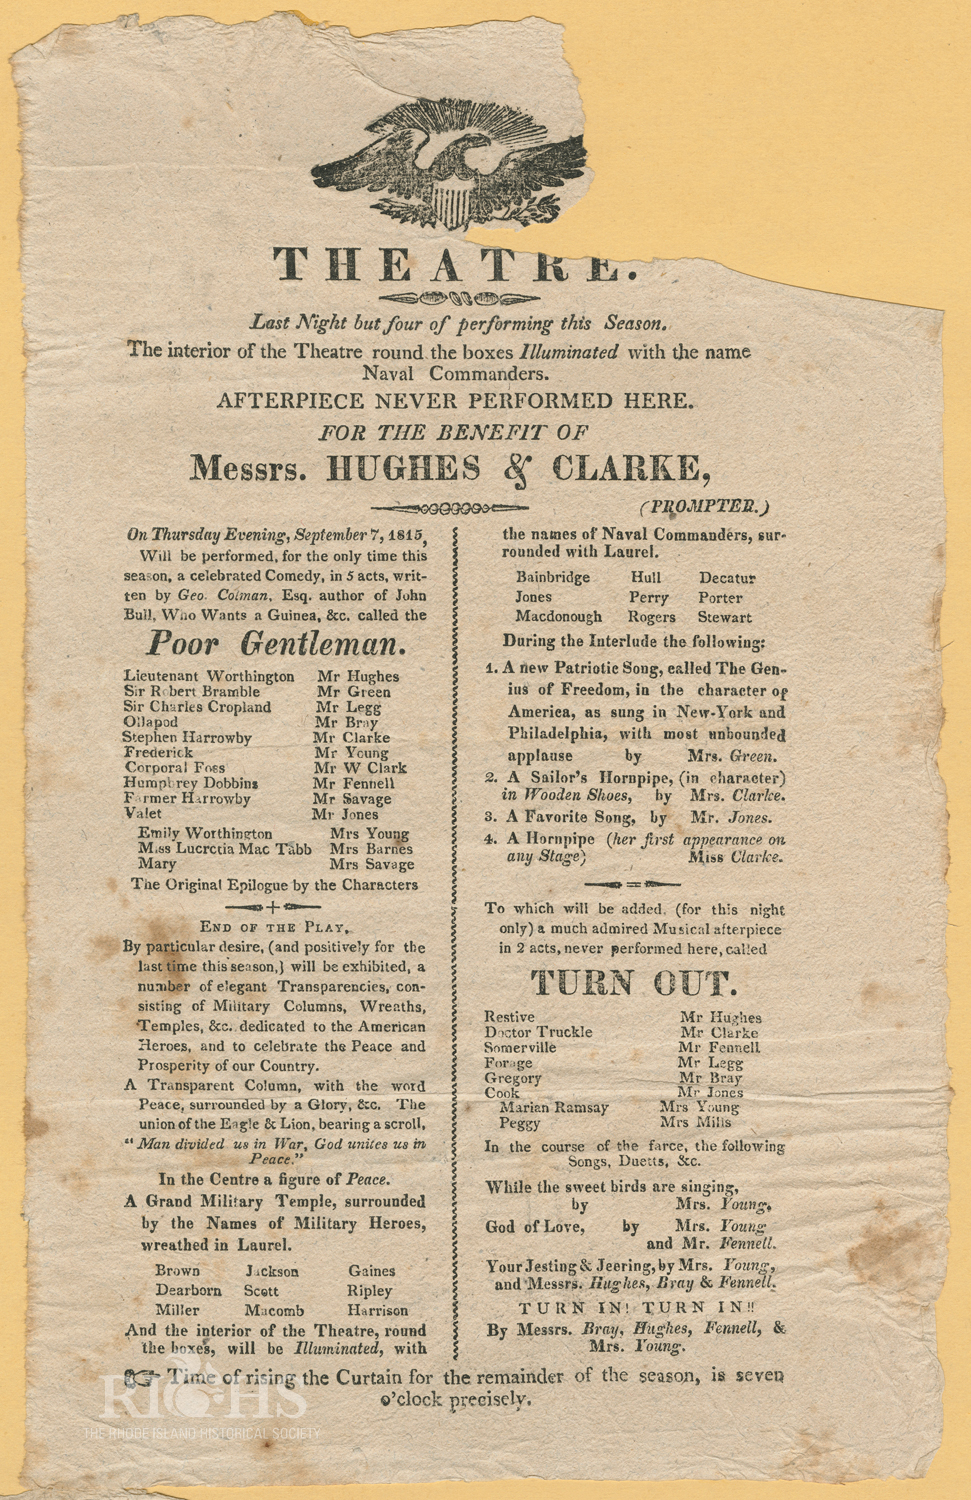 THEATRE.
Last Night but four of performing this Season.
The interior of the Theatre round the boxes Illuminated with the name
Naval Commanders.
AFTERPIECE NEVER PERFORMED HERE.
FOR THE BENEFIT OF
Messrs. HUGHES & CLARKE,
(PROMPTER.)
On Thursday Evening, September 7, 1815,
Will be performed, for the only time this
season, a celebrated Comedy, in 5 acts, writ-
ten by Geo. Colman, Esq. author of John
Bull, Who Wants a Guinea, &c. called the
Poor Gentleman.
Lieutenant Worthington Mr Hughes
Sir Robert Bramble Mr Green
Sir Charles Cropland Mr Legg
Ollapod Mr Bray
Stephen Harrowby Mr Clarke
Frederick Mr Young
Corporal Foss Mr W Clark
Humphrey Dobbins Mr Fennell
Farmer Harrowby Mr Savage
Valet Mr Jones
Emily Worthington Mrs Young
Miss Lucretia Mac Tabb Mrs Barnes
Mary Mrs Savage
The Original Epilogue by the Characters
END OF THE PLAY,
By particular desire, (and positively for the
last time this season,) will be exhibited, a
number of elegant Transparencies, con-
sisting of Military Columns, Wreaths,
Temples, &c. dedicated to the American
Heroes, and to celebrate the Peace and
Prosperity of our Country.
A Transparent Column, with the word
Peace, surrounded by a Glory, &c. The
union of the Eagle & Lion, bearing a scroll,
"Man divided us in War, God unites us in
Peace."
In the Centre a figure of Peace.
A Grand Military Temple, surrounded
by the Names of Military Heroes,
wreathed in Laurel.
Brown Jackson Gaines
Dearborn Scott Ripley
Miller Macomb Harrison
And the interior of the Theatre, round
the boxes, will be Illuminated, with
the names of Naval Commanders, sur-
rounded with Laurel.
Bainbridge Hull Decatur
Jones Perry Porter
Macdonough Rogers Stewart
During the Interlude the following:
1. A new Patriotic Song, called The Gen-
ius of Freedom, in the character of
America, as sung in New-York and
Philadelphia, with most unbounded
applause by Mrs. Green.
2. A Sailor's Hornpipe, (in character)
in Wooden Shoes, by Mrs. Clarke.
3. A Favorite Song, by Mr. Jones.
4. A Hornpipe (her first appearance on
any Stage) Miss Clarke.
To which will be added, (for this night
only) a much admired Musical afterpiece
in 2 acts, never performed here, called
TURN OUT.
Restive Mr Hughes
Doctor Truckle Mr Clarke
Somerville Mr Fennell
Forage Mr Legg
Gregory Mr Bray
Cook Mr Jones
Marian Ramsay Mrs Young
Peggy Mrs Mills
In the course of the farce, the following
Songs, Duetts, &c.
While the sweet birds are singing,
by Mrs. Young.
God of Love, by Mrs. Young
and Mr. Fennell.
Your Jesting & Jeering, by Mrs. Young,
and Messrs. Hughes, Bray & Fennell.
TURN IN! TURN IN!!
By Messrs. Bray, Hughes, Fennell, &
Mrs. Young.
Time of rising the Curtain for the remainder of the season, is seven
o'clock precisely.
RIHS
THE RHODE ISLAND HISTORICAL SOCIETY